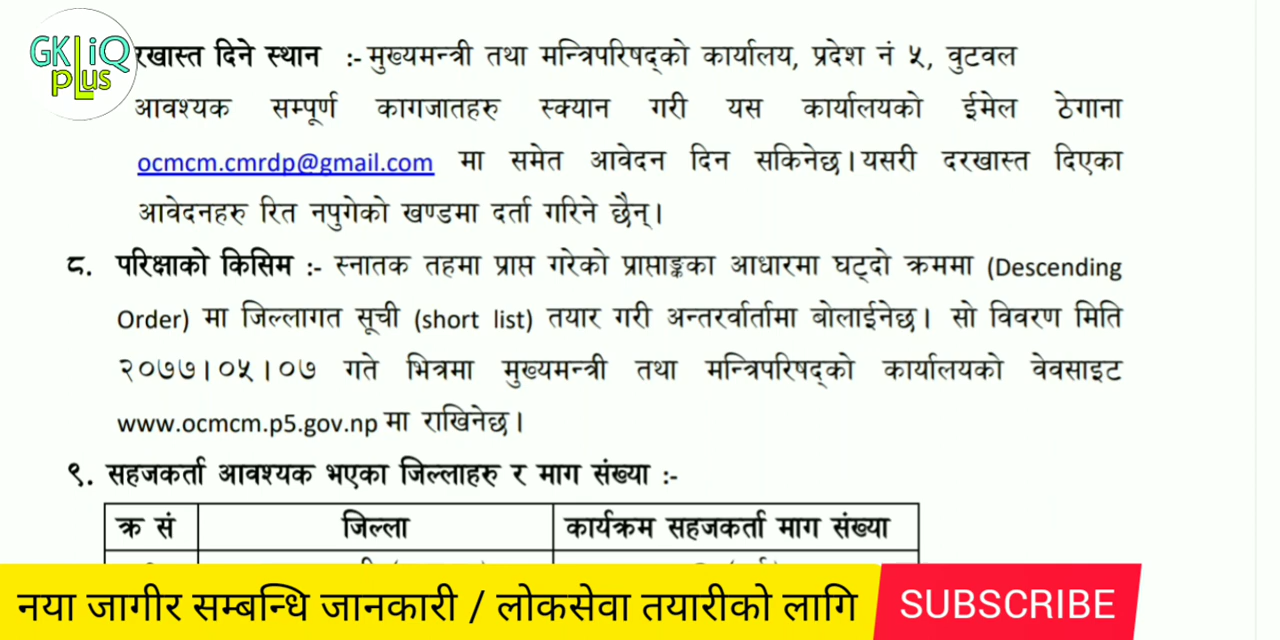 GKLiQ
plus
रखास्त दिने स्थान :- मुख्यमन्त्री तथा मन्त्रिपरिषद्को कार्यालय, प्रदेश नं ५, वुटवल
आवश्यक सम्पूर्ण कागजातहरु स्क्यान गरी यस कार्यालयको ईमेल ठेगाना
ocmcm.cmrdp@gmail.com मा समेत आवेदन दिन सकिनेछ।यसरी दरखास्त दिएका
आवेदनहरु रित नपुगेको खण्डमा दर्ता गरिने छैन्।
८. परिक्षाको किसिम :- स्नातक तहमा प्राप्त गरेको प्राप्ताङ्कका आधारमा घट्दो क्रममा (Descending
Order) मा जिल्लागत सूची (short list) तयार गरी अन्तरर्वार्तामा बोलाईनेछ। सो विवरण मिति
२०७७।०५।०७ गते भित्रमा मुख्यमन्त्री तथा मन्त्रिपरिषद्को कार्यालयको वेवसाइट
www.ocmcm.p5.gov.np मा राखिनेछ।
९. सहजकर्ता आवश्यक भएका जिल्लाहरु र माग संख्या :-
क्र सं जिल्ला कार्यक्रम सहजकर्ता माग संख्या
नया जागीर सम्बन्धि जानकारी / लोकसेवा तयारीको लागि SUBSCRIBE